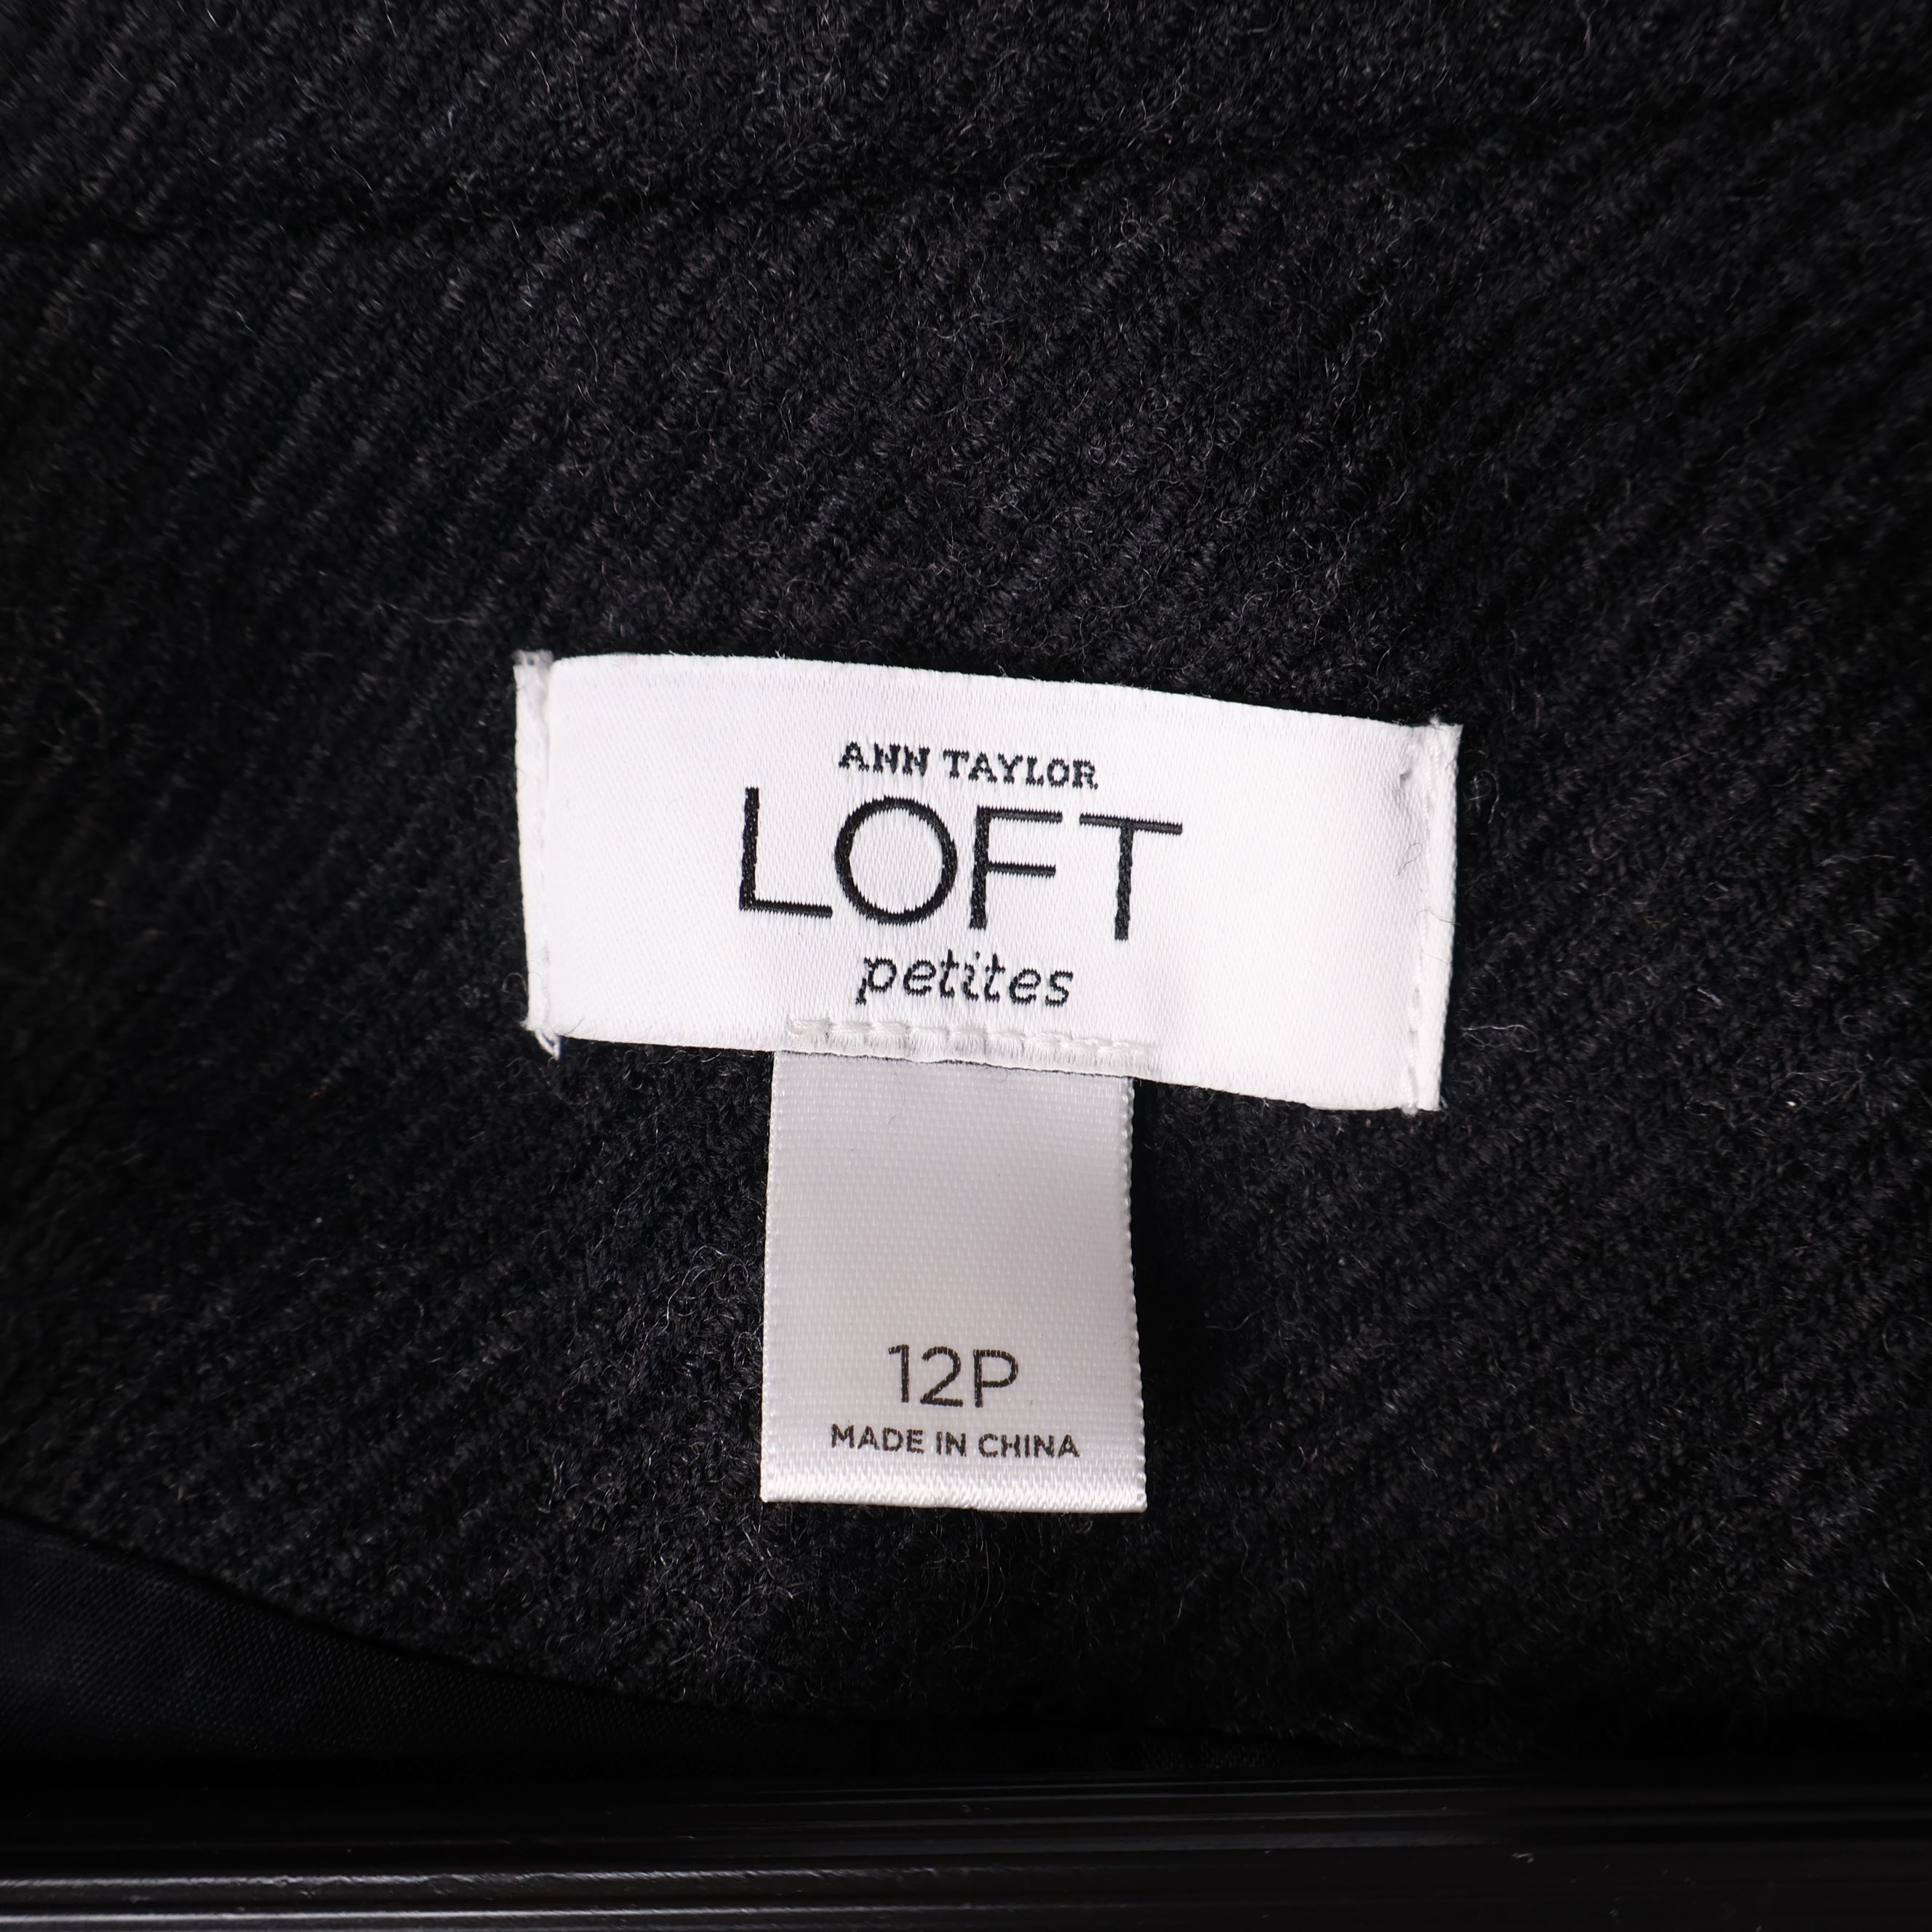 ANN TAYLOR
LOFT
petites
12P
MADE IN CHINA